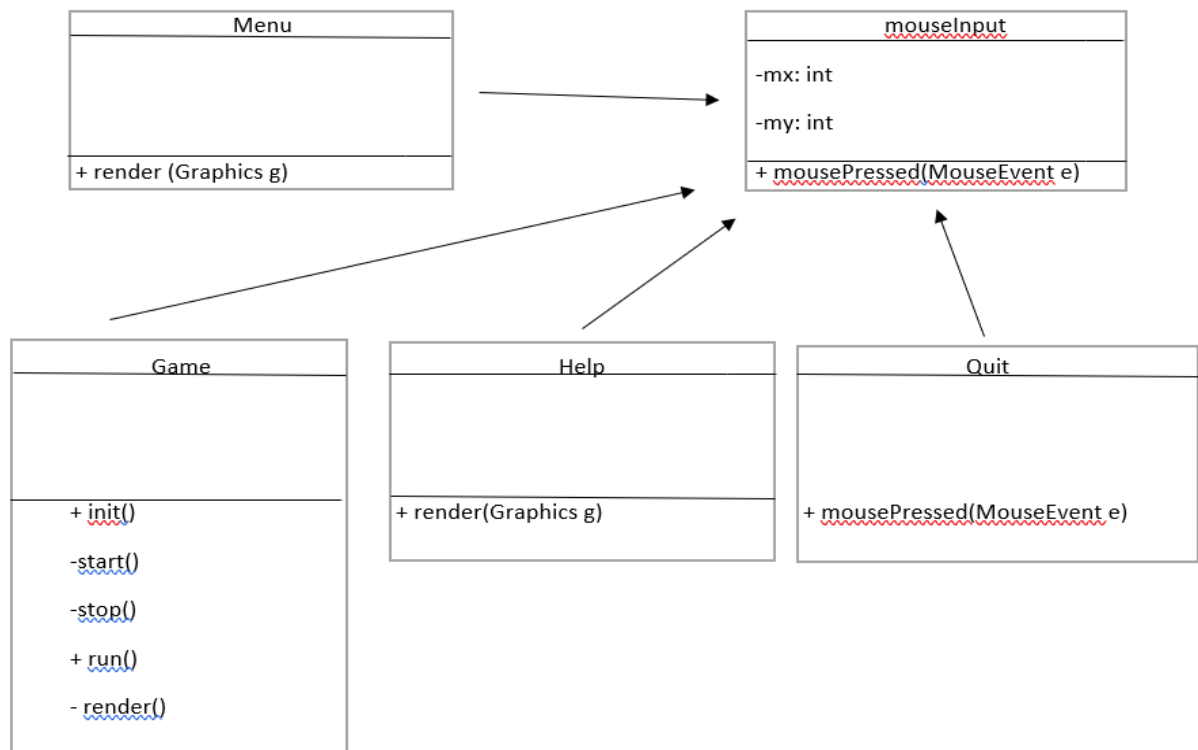 Menu
+ render (Graphics g)
mouseInput
-mx: int
-my: int
+ mousePressed(MouseEvent e)
Game
+ init()
-start()
-stop()
+ run()
- render()
Help
+ render(Graphics g)
Quit
+ mousePressed(MouseEvent e)